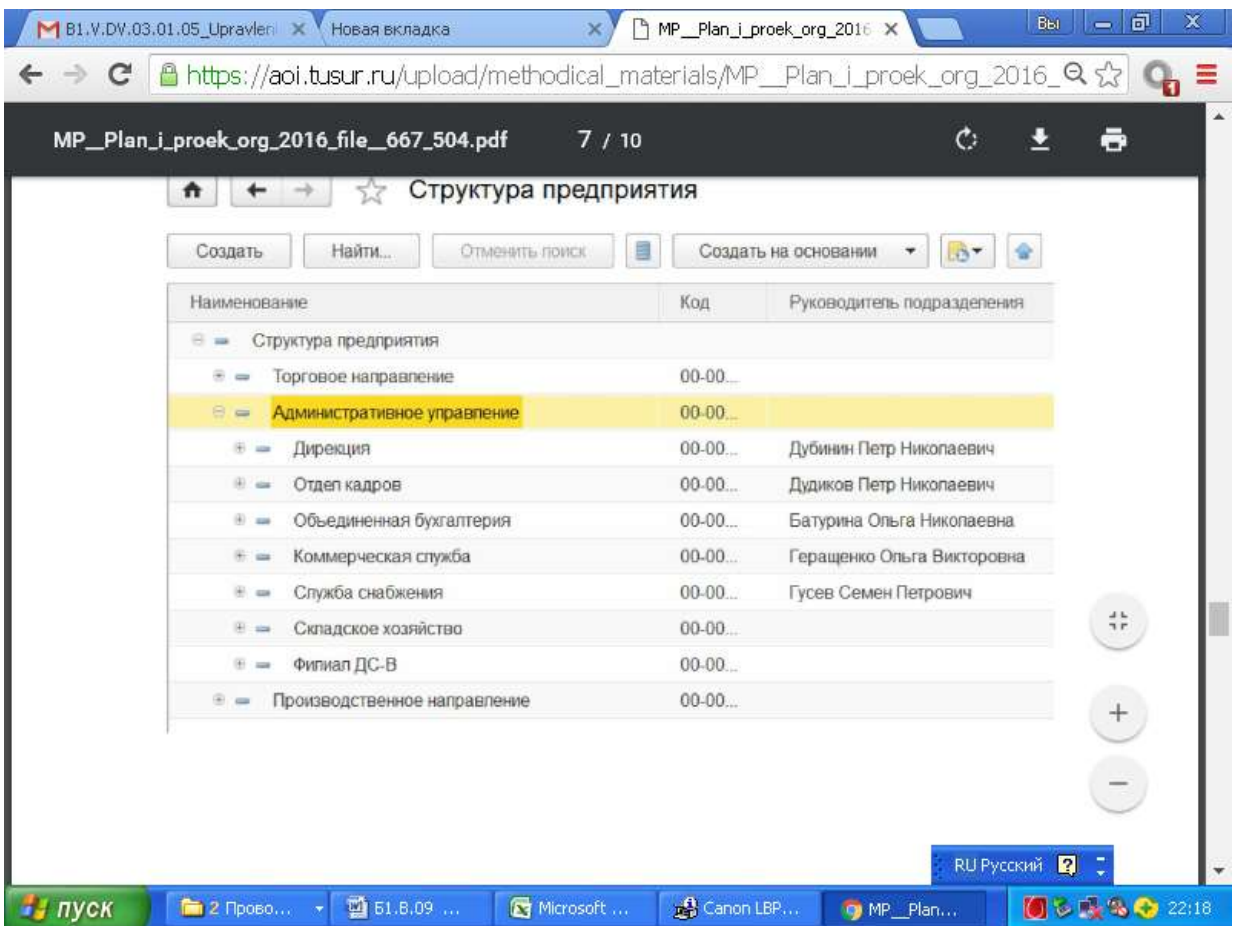 B1.V.DV.03.01.05_Upravleni
Новая вкладка
MP__Plan_i_proek_org_2016
Вы
https://aoi.tusur.ru/upload/methodical_materials/MP__Plan_i_proek_org_2016_
MP__Plan_i_proek_org_2016_file__667_504.pdf 7 / 10
Структура предприятия
Создать Найти... Отменить поиск Создать на основании
Наименование Код Руководитель подразделения
Структура предприятия
Торговое направление 00-00...
Административное управление 00-00...
Дирекция 00-00... Дубинин Петр Николаевич
Отдел кадров 00-00... Дудиков Петр Николаевич
Объединенная бухгалтерия 00-00... Батурина Ольга Николаевна
Коммерческая служба 00-00... Геращенко Ольга Викторовна
Служба снабжения 00-00... Гусев Семен Петрович
Складское хозяйство 00-00...
Филиал ДС-В 00-00...
Производственное направление 00-00...
RU Русский
пуск 2 Прово... Б1.В.09 ... Microsoft ... Canon LBP... MP__Plan... 22:18